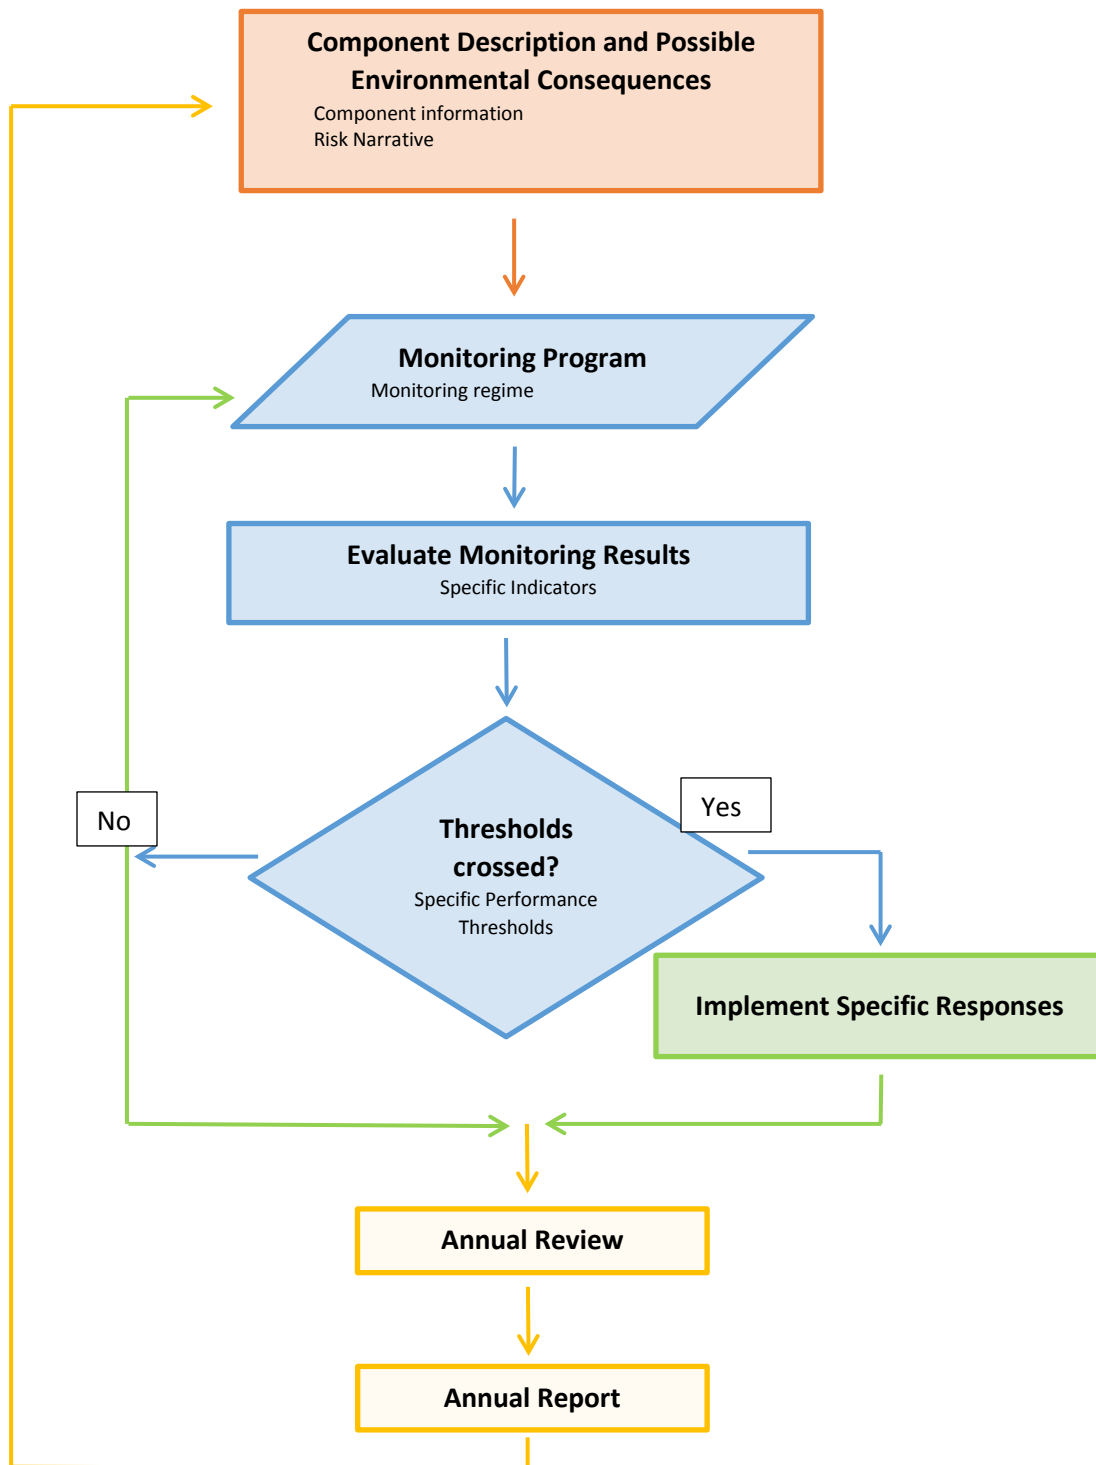 Component Description and Possible
Environmental Consequences
Component information
Risk Narrative
Monitoring Program
Monitoring regime
Evaluate Monitoring Results
Specific Indicators
No
Yes
Thresholds
crossed?
Specific Performance
Thresholds
Implement Specific Responses
Annual Review
Annual Report